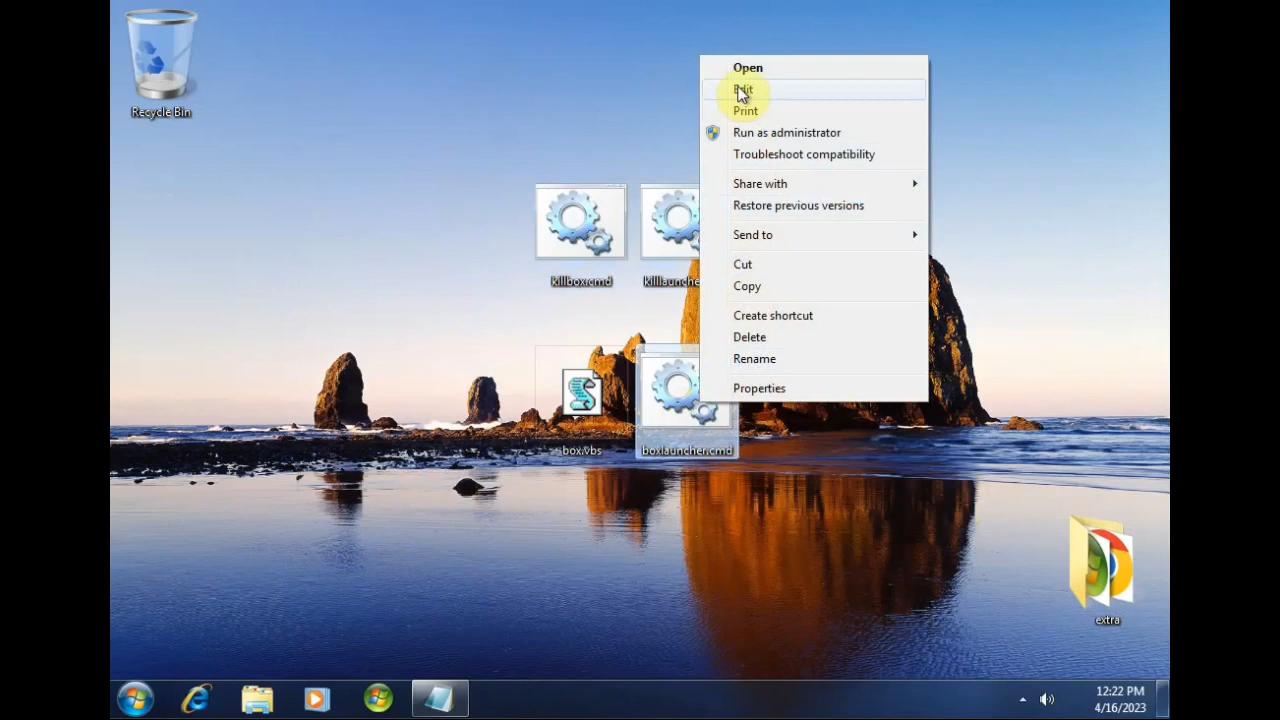 Recycle Bin
Open
Edit
Print
Run as administrator
Troubleshoot compatibility
Share with
Restore previous versions
Send to
Cut
Copy
Create shortcut
Delete
Rename
Properties
killbox.cmd
killlaunche
box.vbs
boxlauncher.cmd
extra
12:22 PM
4/16/2023